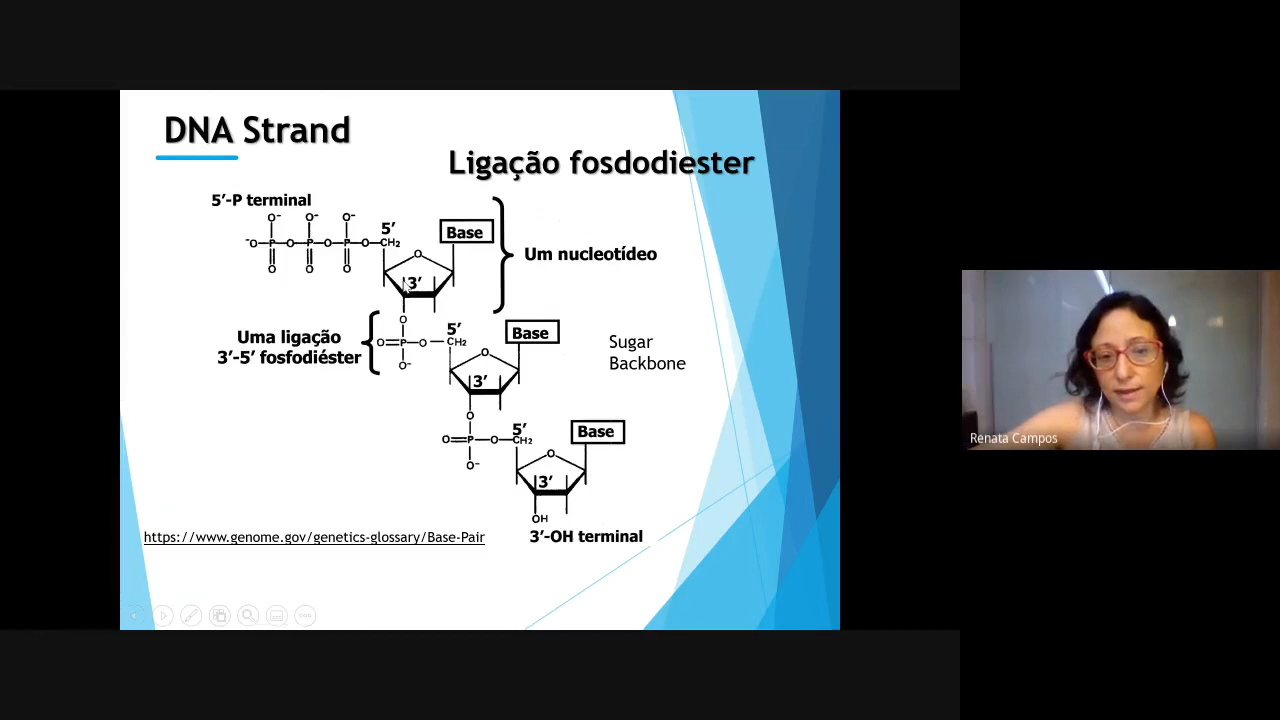 DNA Strand
Ligação fosdodiester
5’-P terminal
O⁻ O⁻ O⁻
⁻O P O P O P O CH₂
O O O
5’
Base
O
3’
Um nucleotídeo
Uma ligação
3’-5’ fosfodiéster
O
O P O CH₂
O⁻
5’
Base
O
3’
Sugar
Backbone
O
O P O CH₂
O⁻
5’
Base
O
3’
OH
3’-OH terminal
https://www.genome.gov/genetics-glossary/Base-Pair
Renata Campos